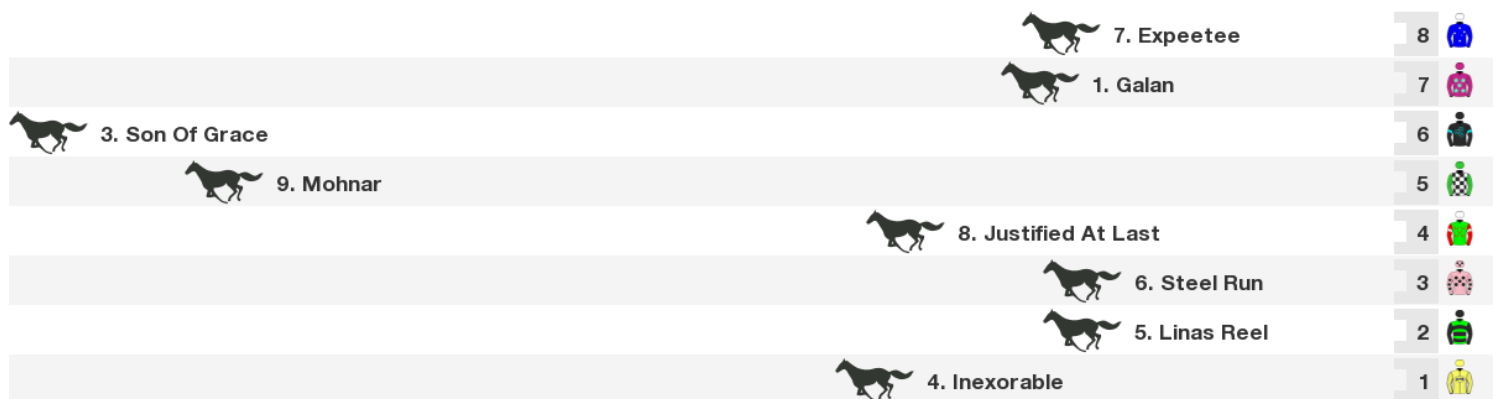 7. Expeetee 8
1. Galan 7
3. Son Of Grace 6
9. Mohnar 5
8. Justified At Last 4
6. Steel Run 3
5. Linas Reel 2
4. Inexorable 1